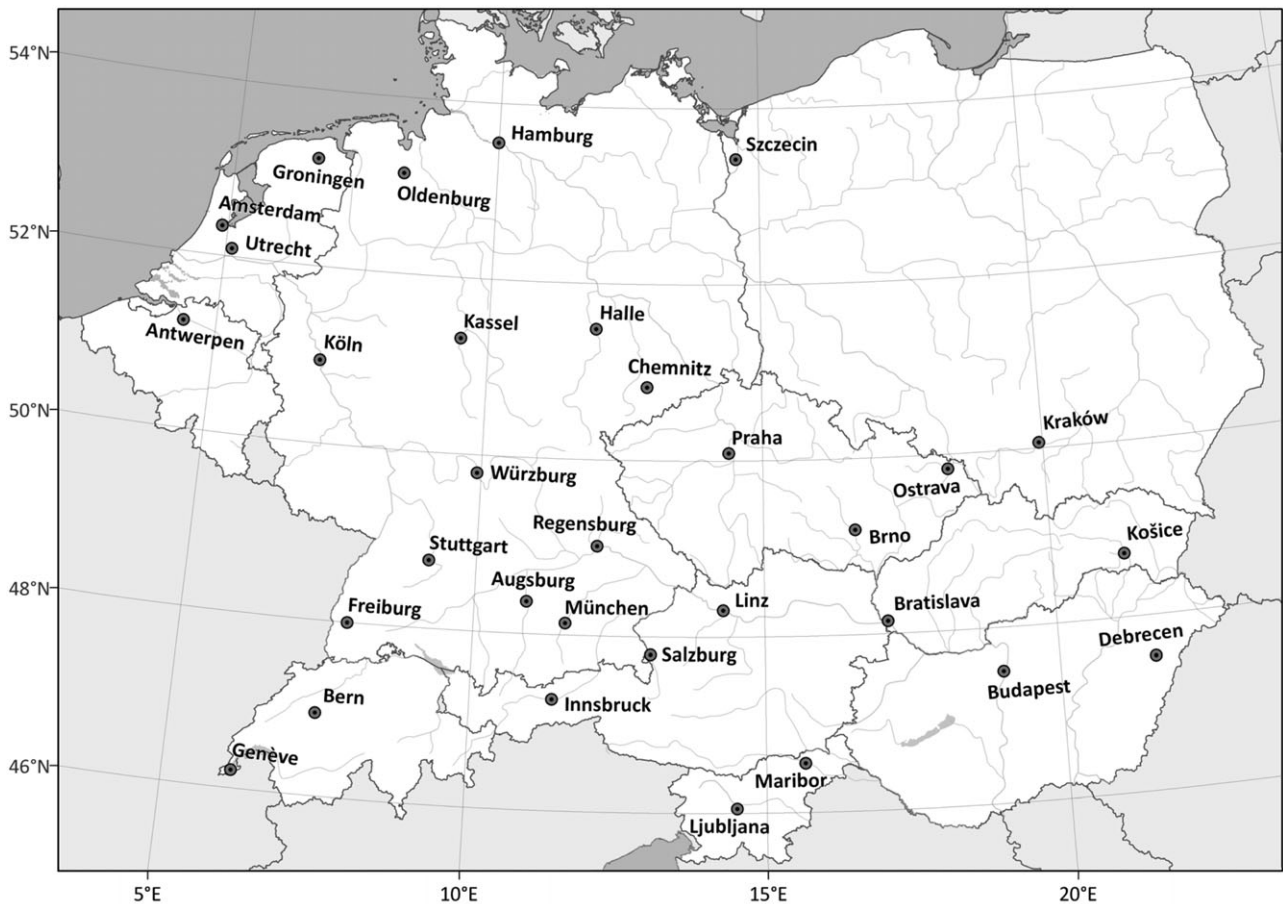 54°N
Hamburg
Szczecin
Groningen
Oldenburg
Amsterdam
52°N
Utrecht
Halle
Kassel
Antwerpen
Köln
Chemnitz
50°N
Kraków
Praha
Würzburg
Ostrava
Regensburg
Brno
Košice
Stuttgart
Augsburg
48°N
Linz
Bratislava
Freiburg
München
Debrecen
Salzburg
Budapest
Bern
Innsbruck
Genève
46°N
Maribor
Ljubljana
5°E
10°E
15°E
20°E